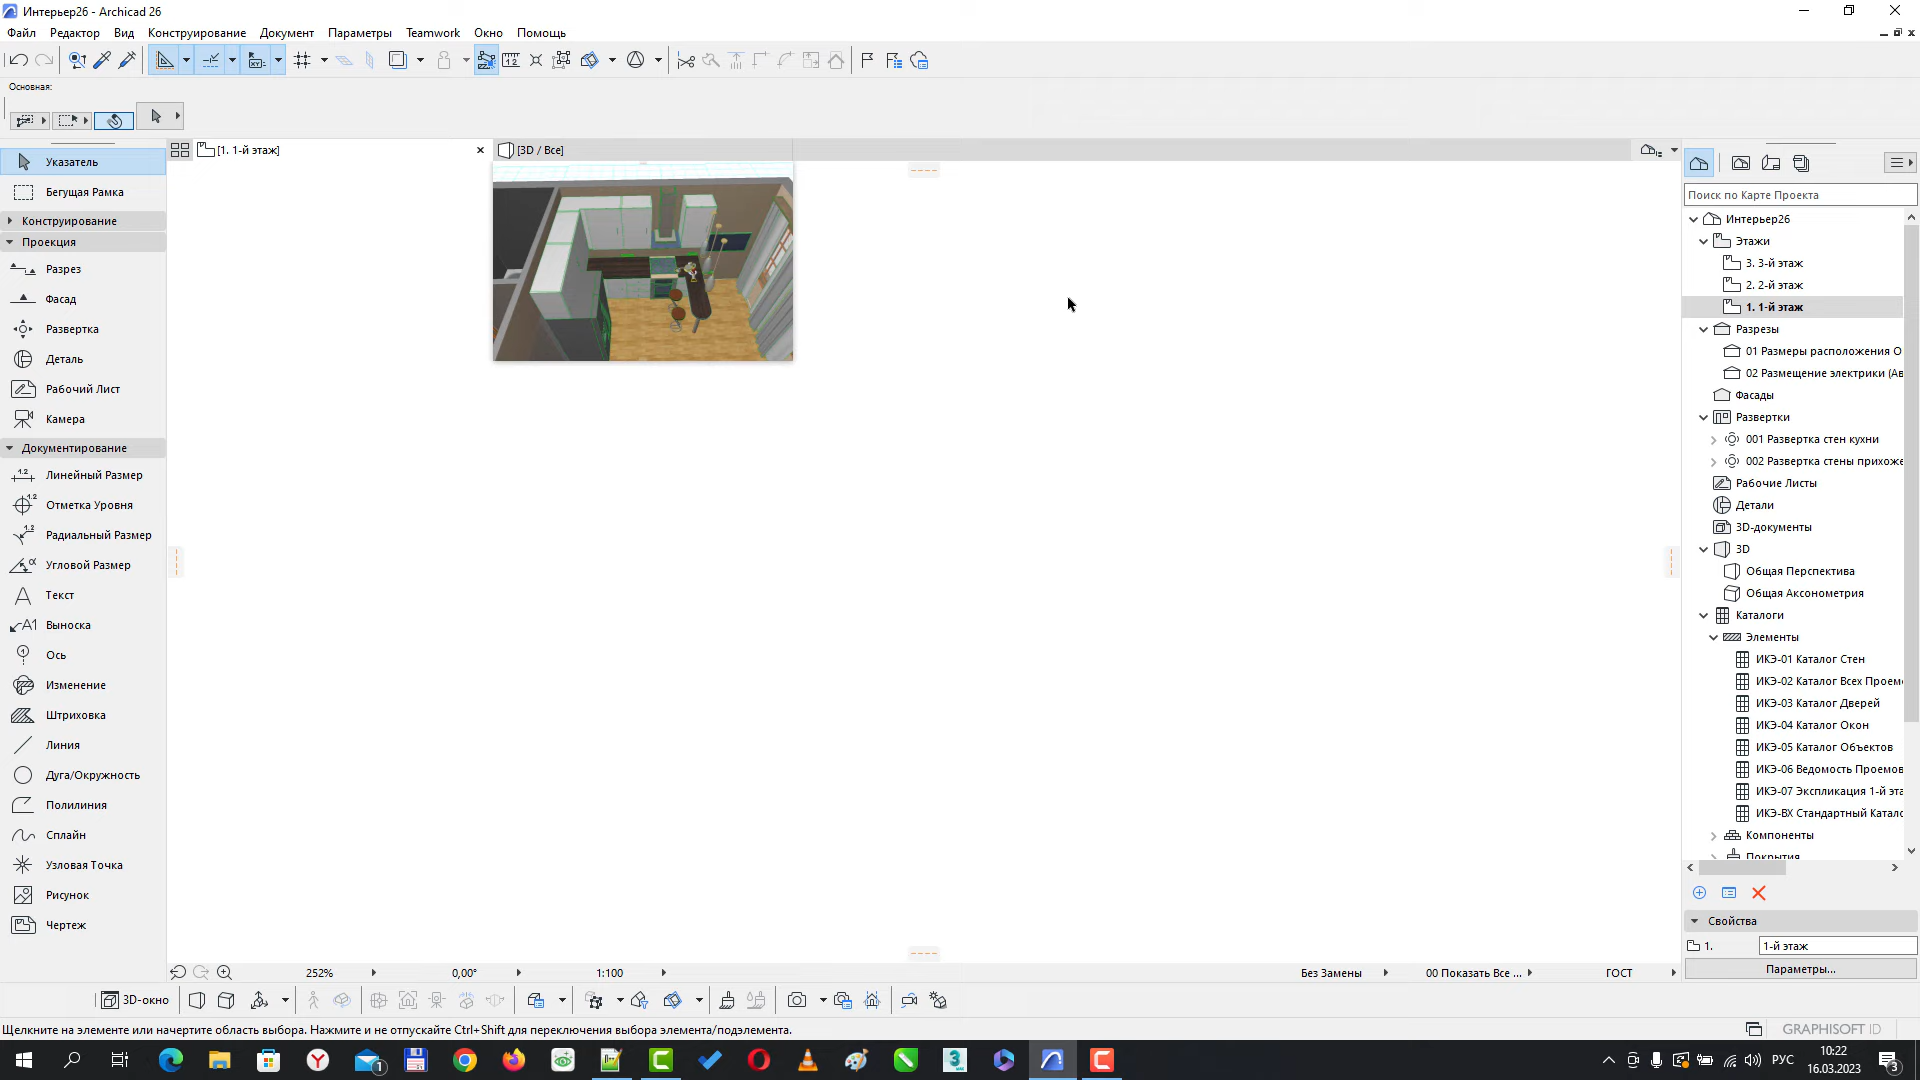 Интерьер26 - Archicad 26
Файл Редактор Вид Конструирование Документ Параметры Teamwork Окно Помощь
Основная:
[1. 1-й этаж]
[3D / Все]
Указатель
Бегущая Рамка
Конструирование
Проекция
Разрез
Фасад
Развертка
Деталь
Рабочий Лист
Камера
Документирование
Линейный Размер
Отметка Уровня
Радиальный Размер
Угловой Размер
Текст
Выноска
Ось
Изменение
Штриховка
Линия
Дуга/Окружность
Полилиния
Сплайн
Узловая Точка
Рисунок
Чертеж
Поиск по Карте Проекта
Интерьер26
Этажи
3. 3-й этаж
2. 2-й этаж
1. 1-й этаж
Разрезы
01 Размеры расположения О
02 Размещение электрики (Ав
Фасады
Развертки
001 Развертка стен кухни
002 Развертка стены прихоже
Рабочие Листы
Детали
3D-документы
3D
Общая Перспектива
Общая Аксонометрия
Каталоги
Элементы
ИКЭ-01 Каталог Стен
ИКЭ-02 Каталог Всех Проем
ИКЭ-03 Каталог Дверей
ИКЭ-04 Каталог Окон
ИКЭ-05 Каталог Объектов
ИКЭ-06 Ведомость Проемов
ИКЭ-07 Экспликация 1-й эта
ИКЭ-ВХ Стандартный Катало
Компоненты
Покрытия
Свойства
1. 1-й этаж
Параметры...
252% 0,00° 1:100 Без Замены 00 Показать Все ... ГОСТ
3D-окно
Щелкните на элементе или начертите область выбора. Нажмите и не отпускайте Ctrl+Shift для переключения выбора элемента/подэлемента.
GRAPHISOFT ID
РУС
10:22
16.03.2023